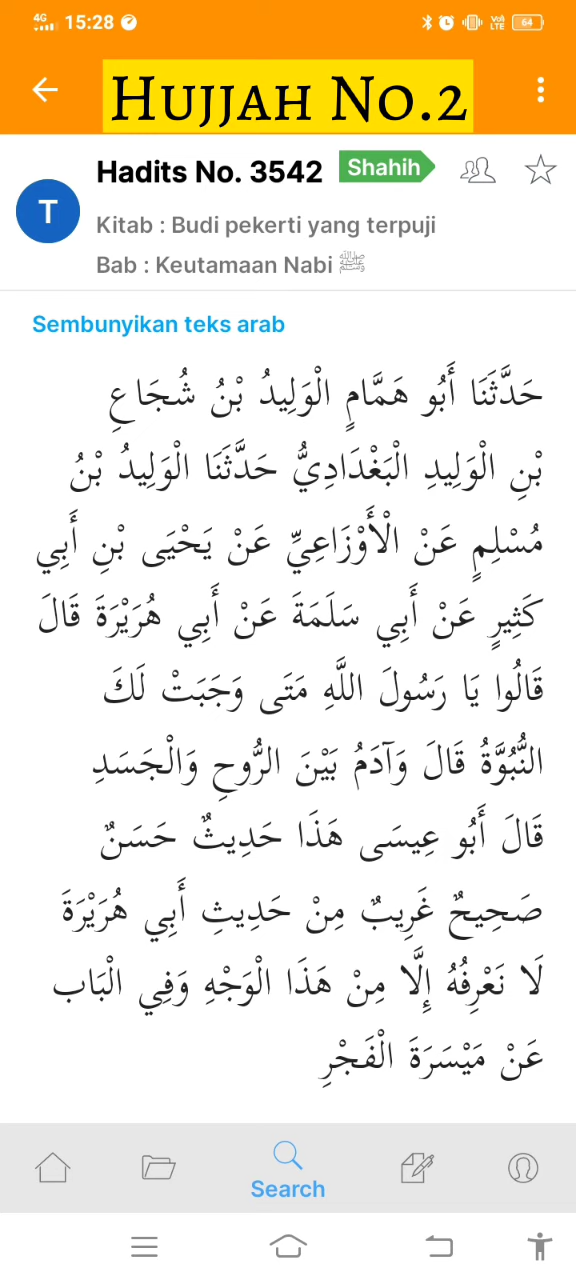 4G 15:28 VoD LTE 64
HUJJAH NO.2
Hadits No. 3542 Shahih
T
Kitab : Budi pekerti yang terpuji
Bab : Keutamaan Nabi ﷺ
Sembunyikan teks arab
حَدَّثَنَا أَبُو هَمَّامٍ الْوَلِيدُ بْنُ شُجَاعِ
بْنِ الْوَلِيدِ الْبَغْدَادِيُّ حَدَّثَنَا الْوَلِيدُ بْنُ
مُسْلِمٍ عَنْ الْأَوْزَاعِيِّ عَنْ يَحْيَى بْنِ أَبِي
كَثِيرٍ عَنْ أَبِي سَلَمَةَ عَنْ أَبِي هُرَيْرَةَ قَالَ
قَالُوا يَا رَسُولَ اللَّهِ مَتَى وَجَبَتْ لَكَ
النُّبُوَّةُ قَالَ وَآدَمُ بَيْنَ الرُّوحِ وَالْجَسَدِ
قَالَ أَبُو عِيسَى هَذَا حَدِيثٌ حَسَنٌ
صَحِيحٌ غَرِيبٌ مِنْ حَدِيثِ أَبِي هُرَيْرَةَ
لَا نَعْرِفُهُ إِلَّا مِنْ هَذَا الْوَجْهِ وَفِي الْبَاب
عَنْ مَيْسَرَةَ الْفَجْرِ
Search